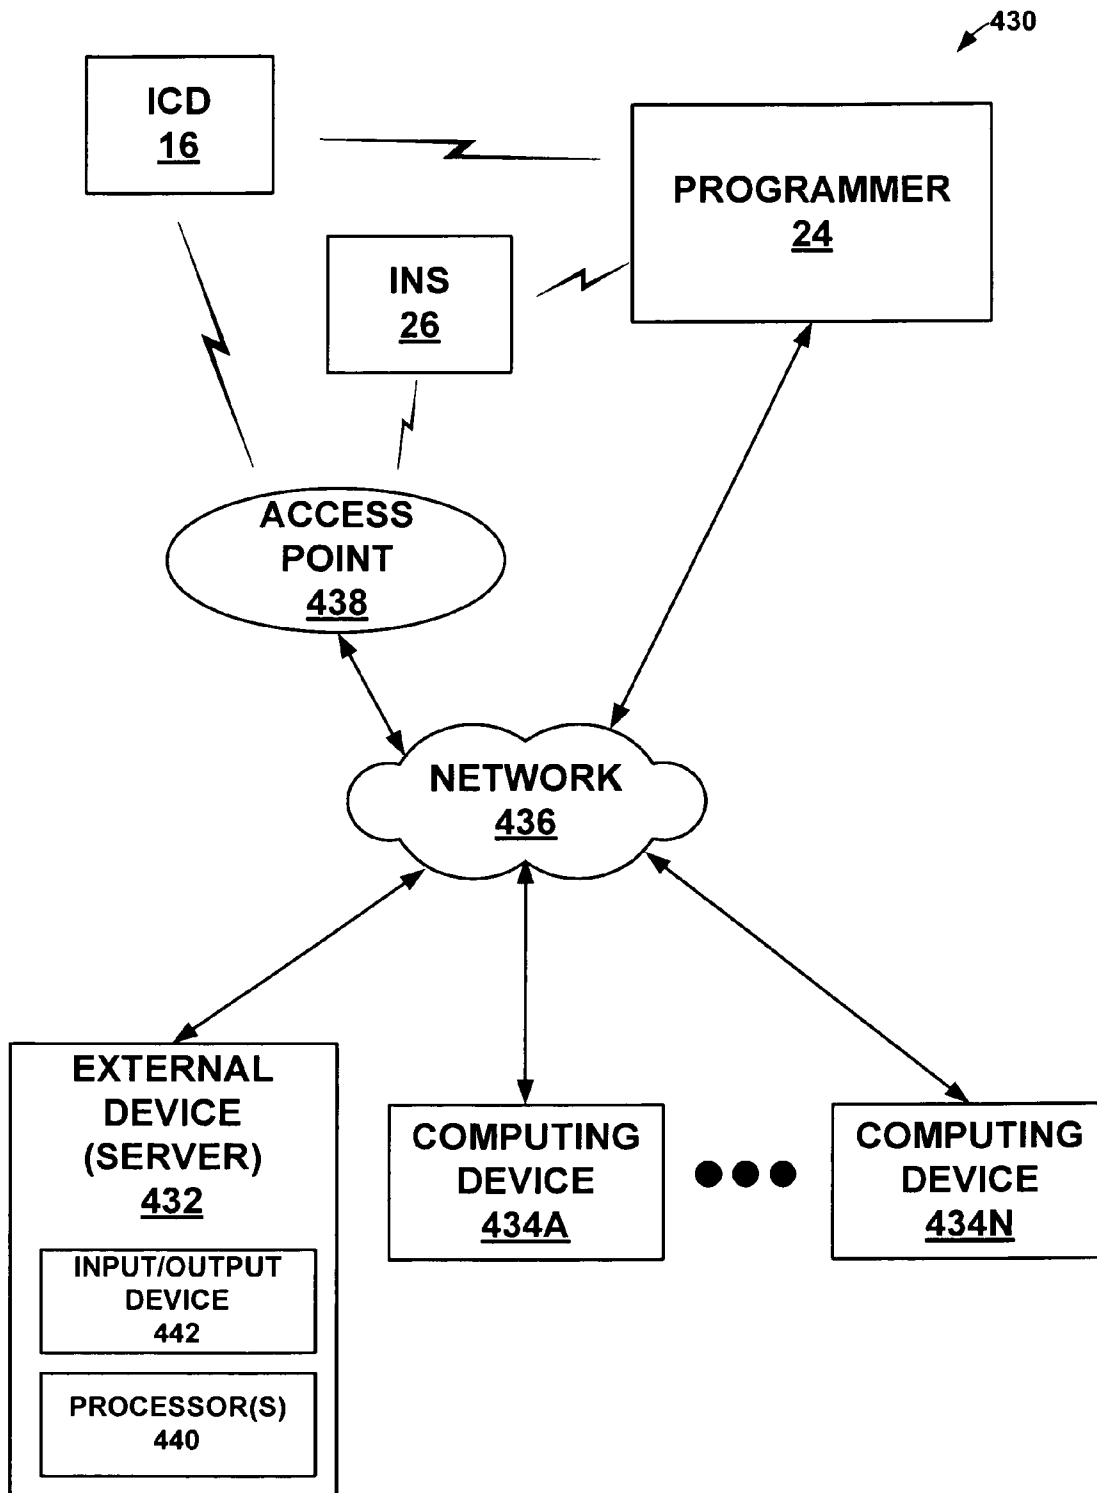 430
ICD
16
PROGRAMMER
24
INS
26
ACCESS
POINT
438
NETWORK
436
EXTERNAL
DEVICE
(SERVER)
432
INPUT/OUTPUT
DEVICE
442
PROCESSOR(S)
440
COMPUTING
DEVICE
434A
COMPUTING
DEVICE
434N